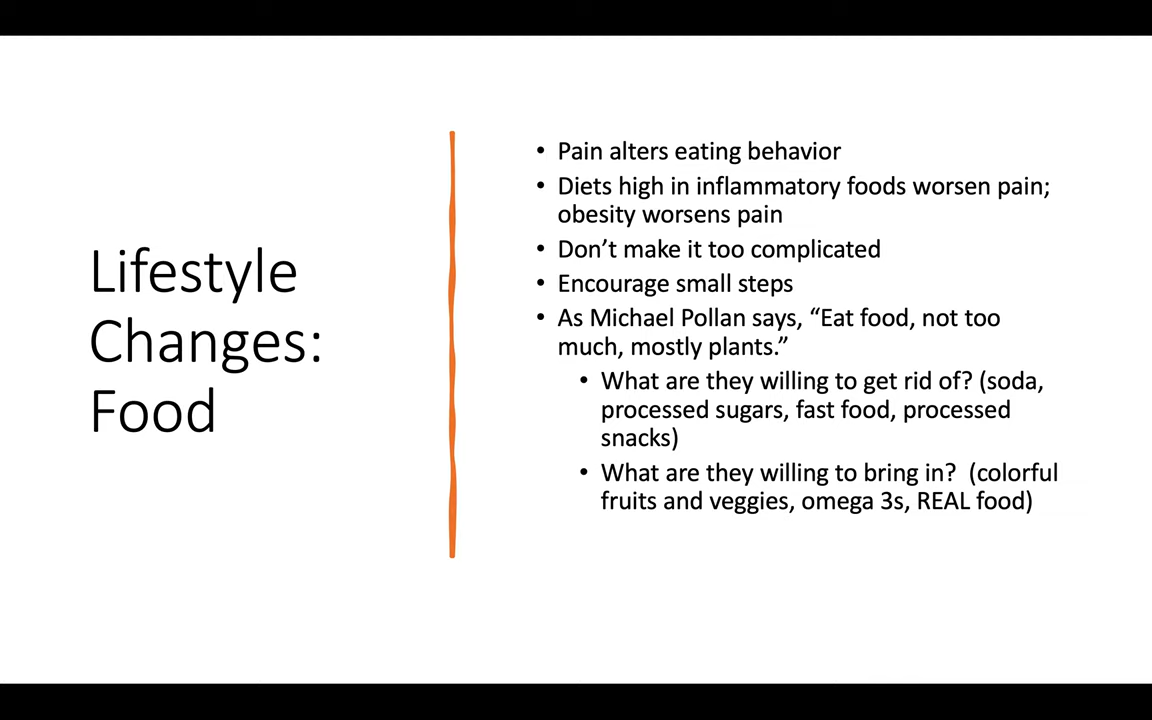 Lifestyle
Changes:
Food
• Pain alters eating behavior
• Diets high in inflammatory foods worsen pain;
obesity worsens pain
• Don’t make it too complicated
• Encourage small steps
• As Michael Pollan says, “Eat food, not too
much, mostly plants.”
• What are they willing to get rid of? (soda,
processed sugars, fast food, processed
snacks)
• What are they willing to bring in?  (colorful
fruits and veggies, omega 3s, REAL food)